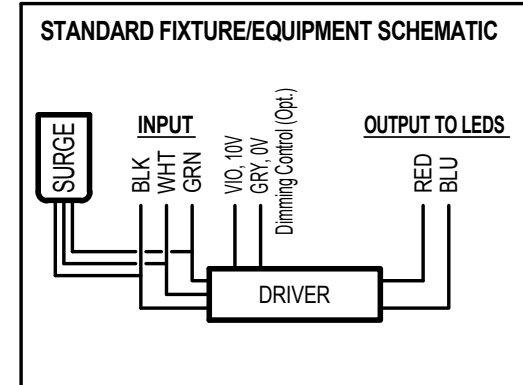 STANDARD FIXTURE/EQUIPMENT SCHEMATIC
SURGE
INPUT
BLK
WHT
GRN
VIO, 10V
GRY, 0V
Dimming Control (Opt.)
OUTPUT TO LEDS
RED
BLU
DRIVER